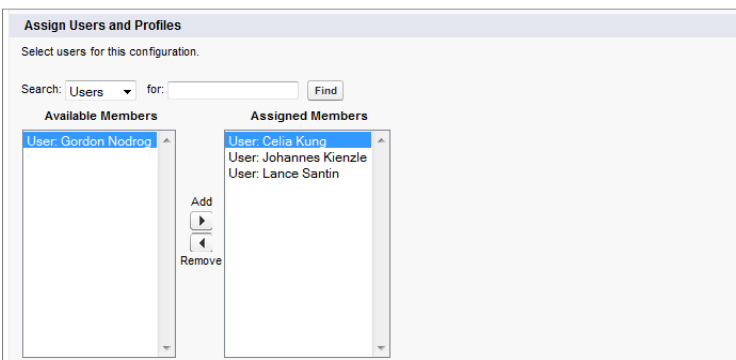 Assign Users and Profiles
Select users for this configuration.
Search: Users for: Find
Available Members Assigned Members
User: Gordon Nodrog
User: Celia Kung
User: Johannes Kienzle
User: Lance Santin
Add
Remove